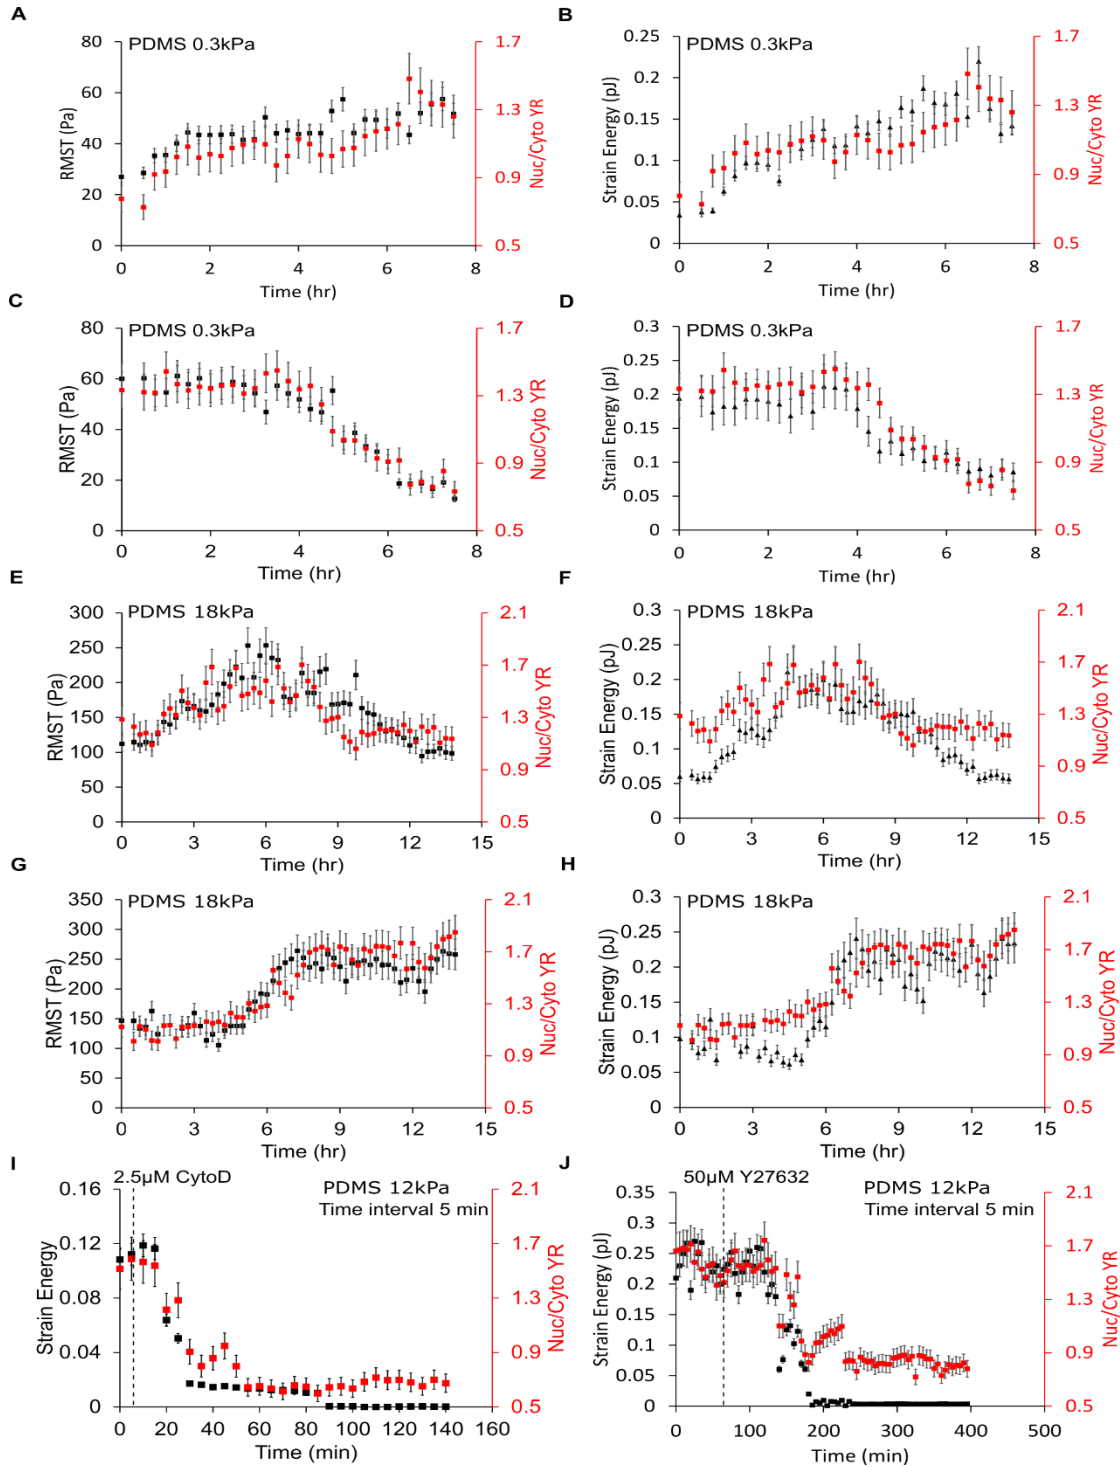 A
PDMS 0.3kPa
RMST (Pa)
80
60
40
20
0
1.7
1.3
0.9
0.5
Nuc/Cyto YR
0 2 4 6 8
Time (hr)
B
PDMS 0.3kPa
Strain Energy (pJ)
0.25
0.2
0.15
0.1
0.05
0
1.7
1.3
0.9
0.5
Nuc/Cyto YR
0 2 4 6 8
Time (hr)
C
PDMS 0.3kPa
RMST (Pa)
80
60
40
20
0
1.7
1.3
0.9
0.5
Nuc/Cyto YR
0 2 4 6 8
Time (hr)
D
PDMS 0.3kPa
Strain Energy (pJ)
0.3
0.25
0.2
0.15
0.1
0.05
0
1.7
1.3
0.9
0.5
Nuc/Cyto YR
0 2 4 6 8
Time (hr)
E
PDMS 18kPa
RMST (Pa)
300
250
200
150
100
50
0
2.1
1.7
1.3
0.9
0.5
Nuc/Cyto YR
0 3 6 9 12 15
Time (hr)
F
PDMS 18kPa
Strain Energy (pJ)
0.3
0.25
0.2
0.15
0.1
0.05
0
2.1
1.7
1.3
0.9
0.5
Nuc/Cyto YR
0 3 6 9 12 15
Time (hr)
G
PDMS 18kPa
RMST (Pa)
350
300
250
200
150
100
50
0
2.1
1.7
1.3
0.9
0.5
Nuc/Cyto YR
0 3 6 9 12 15
Time (hr)
H
PDMS 18kPa
Strain Energy (pJ)
0.3
0.25
0.2
0.15
0.1
0.05
0
2.1
1.7
1.3
0.9
0.5
Nuc/Cyto YR
0 3 6 9 12 15
Time (hr)
I
2.5µM CytoD
PDMS 12kPa
Time interval 5 min
Strain Energy
0.16
0.12
0.08
0.04
0
2.1
1.7
1.3
0.9
0.5
Nuc/Cyto YR
0 20 40 60 80 100 120 140 160
Time (min)
J
50µM Y27632
PDMS 12kPa
Time interval 5 min
Strain Energy (pJ)
0.35
0.3
0.25
0.2
0.15
0.1
0.05
0
2.1
1.7
1.3
0.9
0.5
Nuc/Cyto YR
0 100 200 300 400 500
Time (min)